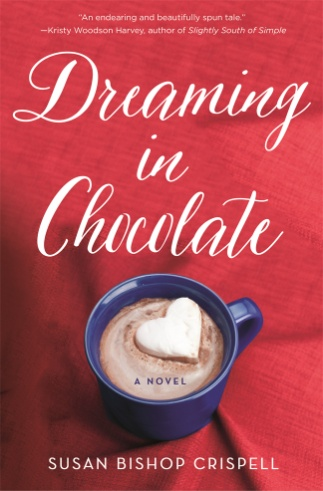 "An endearing and beautifully spun tale."
—Kristy Woodson Harvey, author of Slightly South of Simple
Dreaming
in
Chocolate
A NOVEL
SUSAN BISHOP CRISPELL